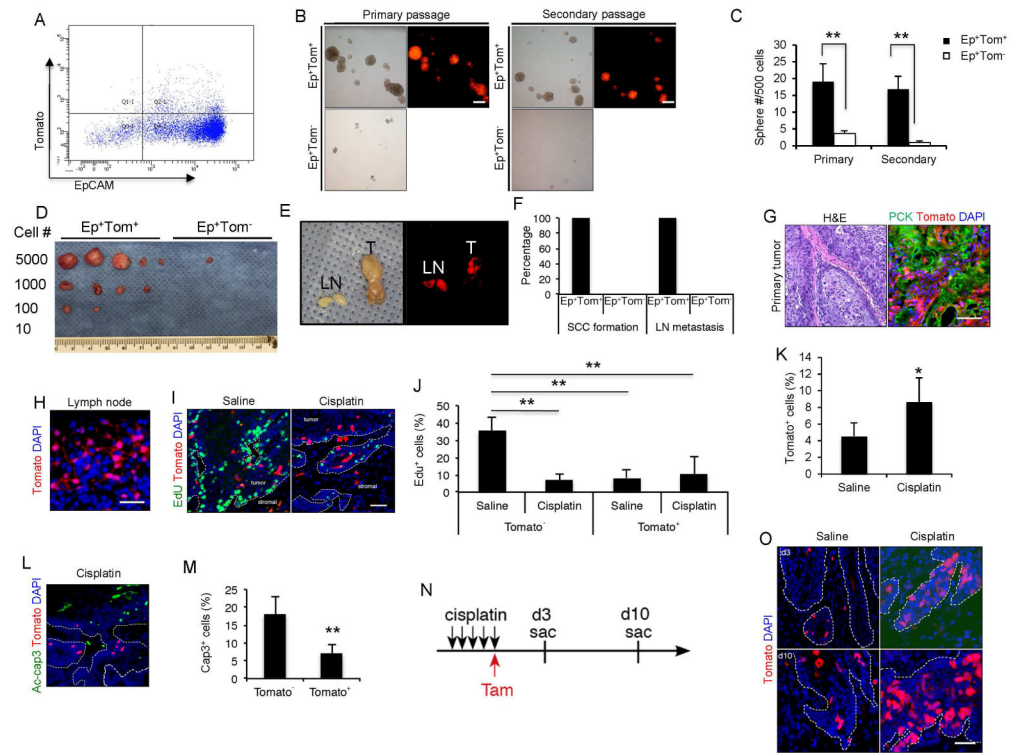 A
Tomato
EpCAM
Q1-1
Q2-1
B
Primary passage
Secondary passage
Ep⁺Tom⁺
Ep⁺Tom⁻
Ep⁺Tom⁺
Ep⁺Tom⁻
C
Sphere #/500 cells
30
25
20
15
10
5
0
**
**
Ep⁺Tom⁺
Ep⁺Tom⁻
Primary
Secondary
D
Cell #
Ep⁺Tom⁺
Ep⁺Tom⁻
5000
1000
100
10
E
LN
T
LN
T
F
Percentage
100
80
60
40
20
0
Ep⁺Tom⁺
Ep⁺Tom⁻
Ep⁺Tom⁺
Ep⁺Tom⁻
SCC formation
LN metastasis
G
H&E
PCK Tomato DAPI
Primary tumor
H
Lymph node
Tomato DAPI
I
Saline
Cisplatin
EdU Tomato DAPI
tumor
stromal
tumor
stromal
J
Edu⁺ cells (%)
60
50
40
30
20
10
0
**
**
**
Saline
Cisplatin
Saline
Cisplatin
Tomato⁻
Tomato⁺
K
Tomato⁺ cells (%)
14
12
10
8
6
4
2
0
*
Saline
Cisplatin
L
Cisplatin
Ac-cap3 Tomato DAPI
M
Cap3⁺ cells (%)
25
20
15
10
5
0
**
Tomato⁻
Tomato⁺
N
cisplatin
d3
sac
d10
sac
Tam
O
Saline
Cisplatin
Tomato DAPI
d3
d10